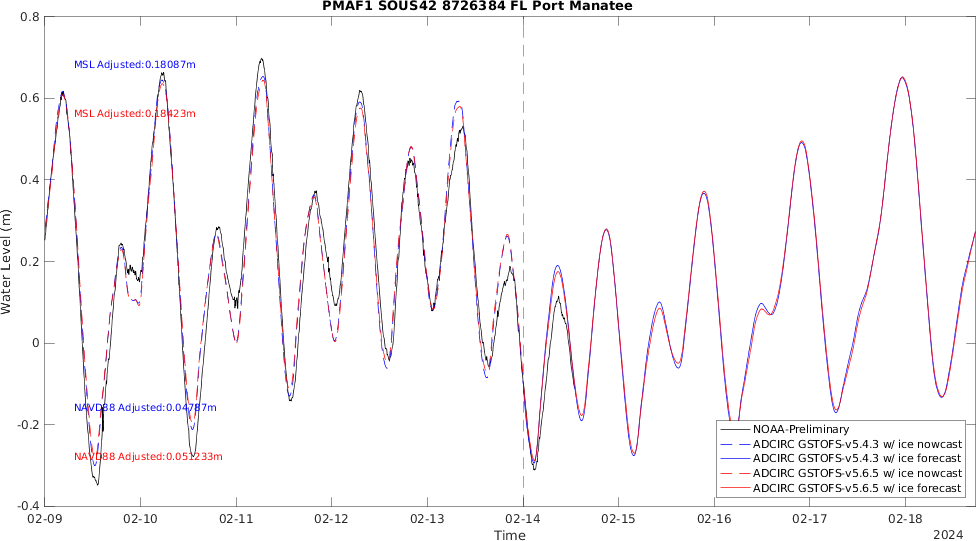 PMAF1 SOUS42 8726384 FL Port Manatee
0.8
0.6
0.4
0.2
0
-0.2
-0.4
Water Level (m)
MSL Adjusted:0.18087m
MSL Adjusted:0.18423m
NAVD88 Adjusted:0.04787m
NAVD88 Adjusted:0.051233m
NOAA-Preliminary
ADCIRC GSTOFS-v5.4.3 w/ ice nowcast
ADCIRC GSTOFS-v5.4.3 w/ ice forecast
ADCIRC GSTOFS-v5.6.5 w/ ice nowcast
ADCIRC GSTOFS-v5.6.5 w/ ice forecast
02-09 02-10 02-11 02-12 02-13 02-14 02-15 02-16 02-17 02-18
Time
2024